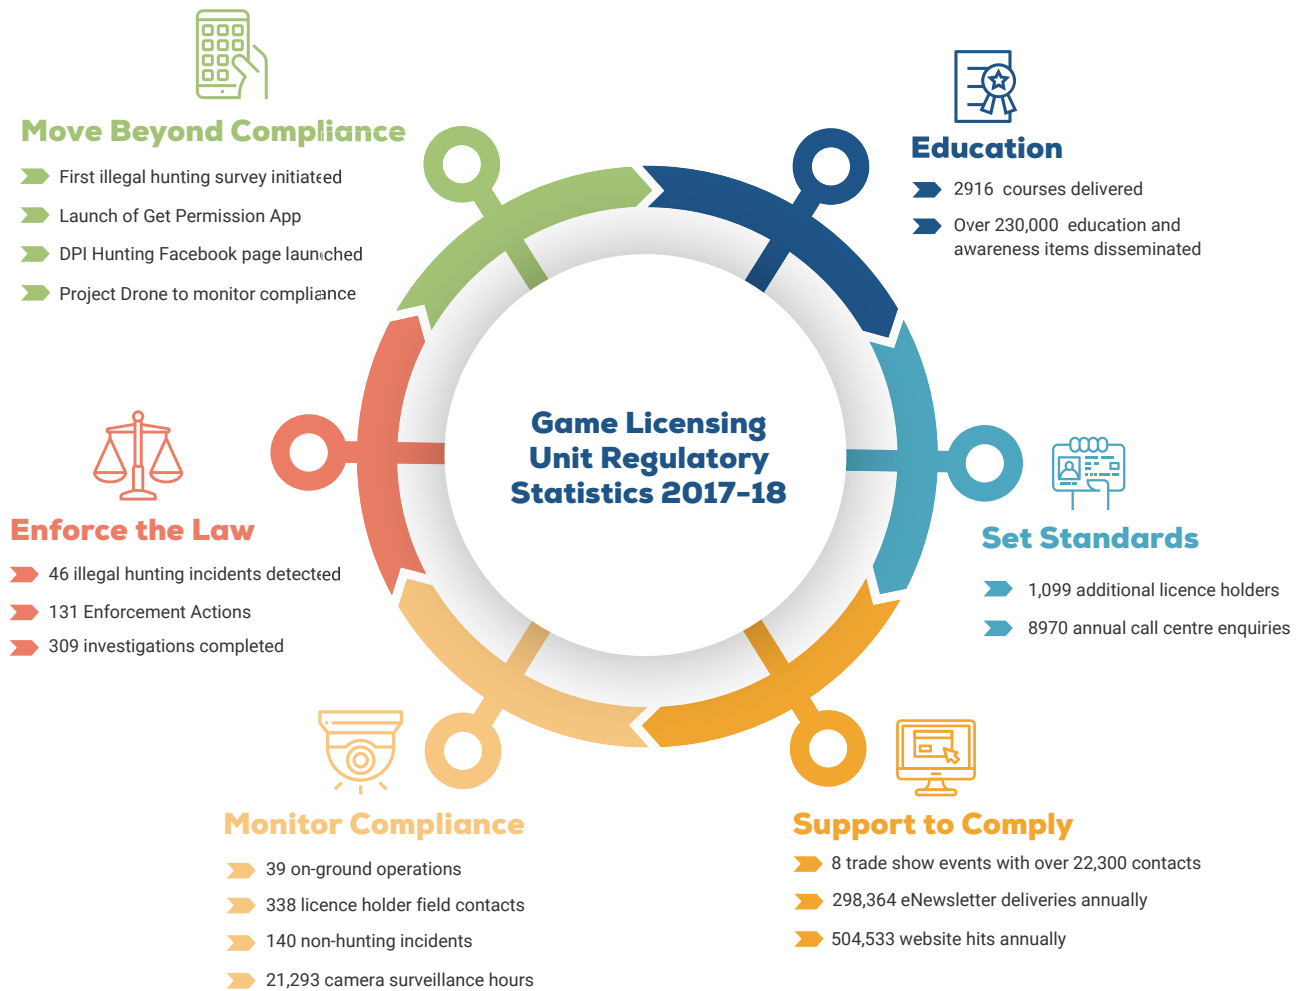 Move Beyond Compliance
First illegal hunting survey initiateed
Launch of Get Permission App
DPI Hunting Facebook page launched
Project Drone to monitor compliance
Education
2916 courses delivered
Over 230,000 education and
awareness items disseminated
Game Licensing
Unit Regulatory
Statistics 2017-18
Enforce the Law
46 illegal hunting incidents detecteed
131 Enforcement Actions
309 investigations completed
Set Standards
1,099 additional licence holders
8970 annual call centre enquiries
Monitor Compliance
39 on-ground operations
338 licence holder field contacts
140 non-hunting incidents
21,293 camera surveillance hours
Support to Comply
8 trade show events with over 22,300 contacts
298,364 eNewsletter deliveries annually
504,533 website hits annually